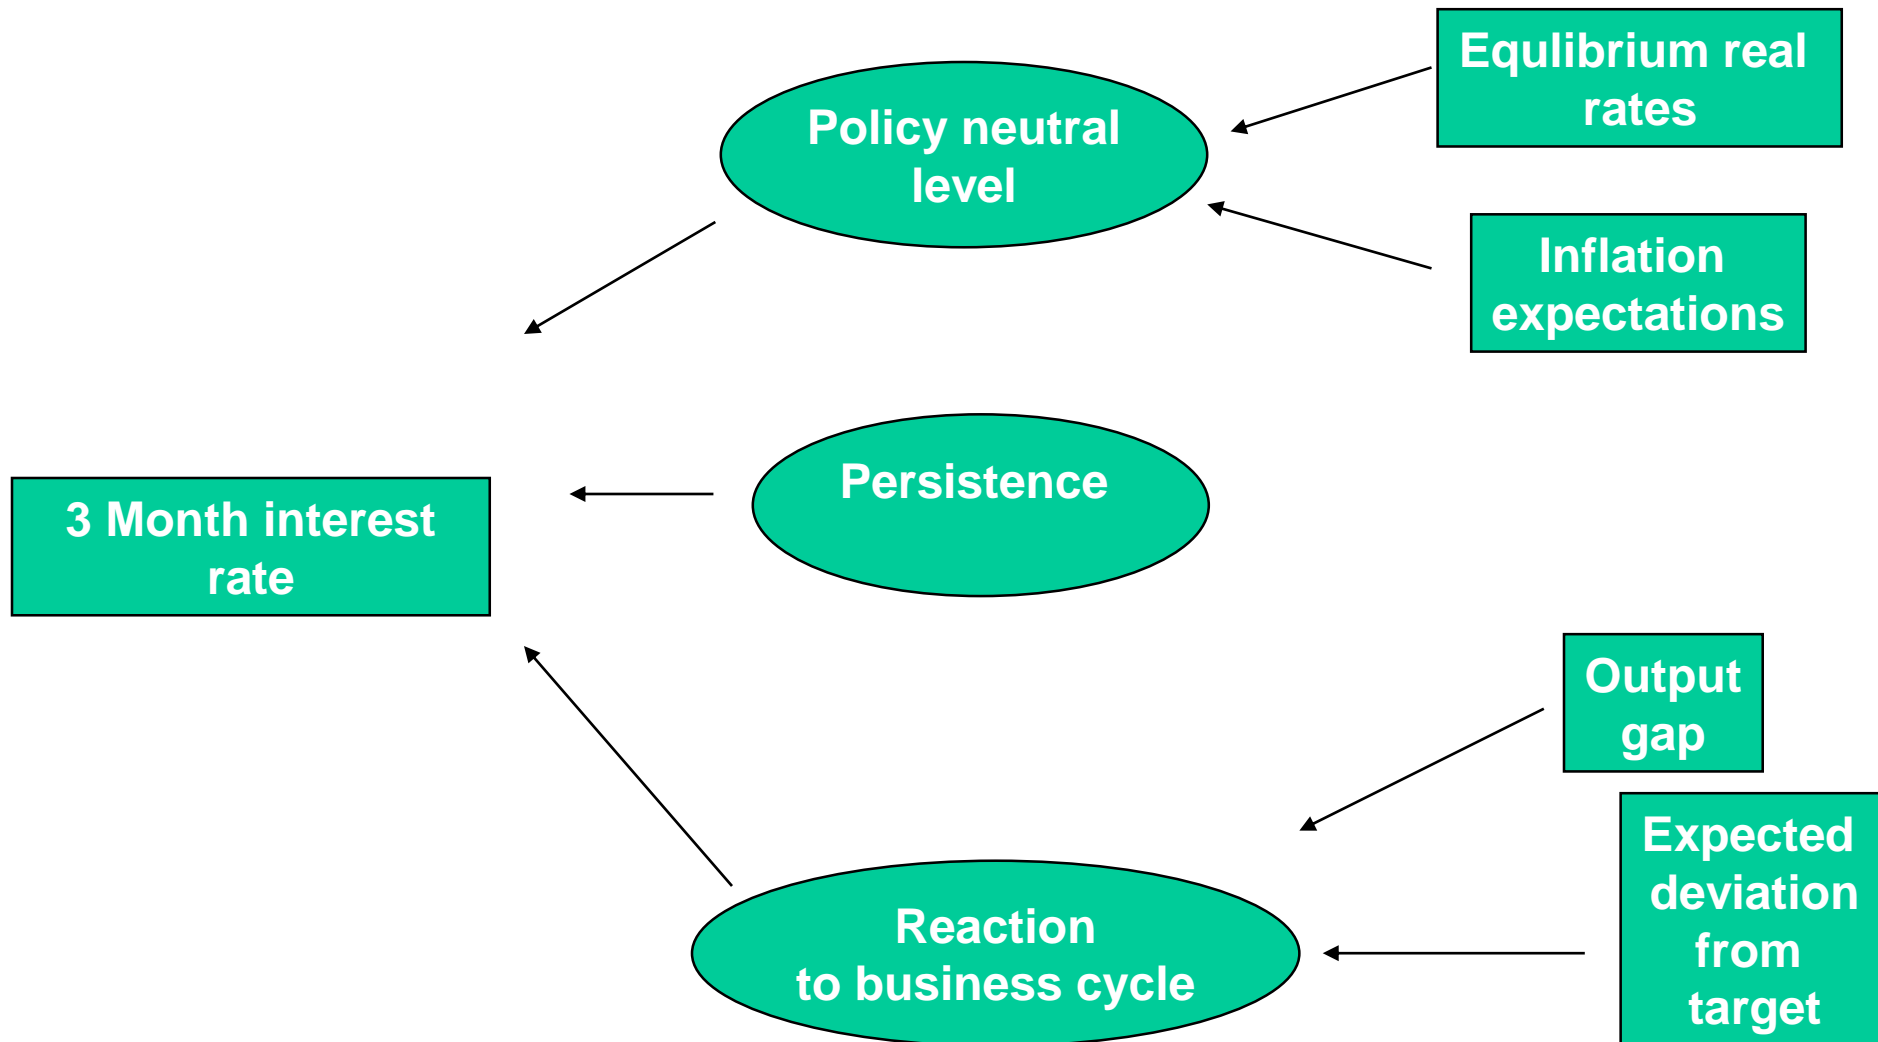 Equlibrium real
rates
Policy neutral
level
Inflation
expectations
Persistence
3 Month interest
rate
Output
gap
Expected
deviation
from
target
Reaction
to business cycle